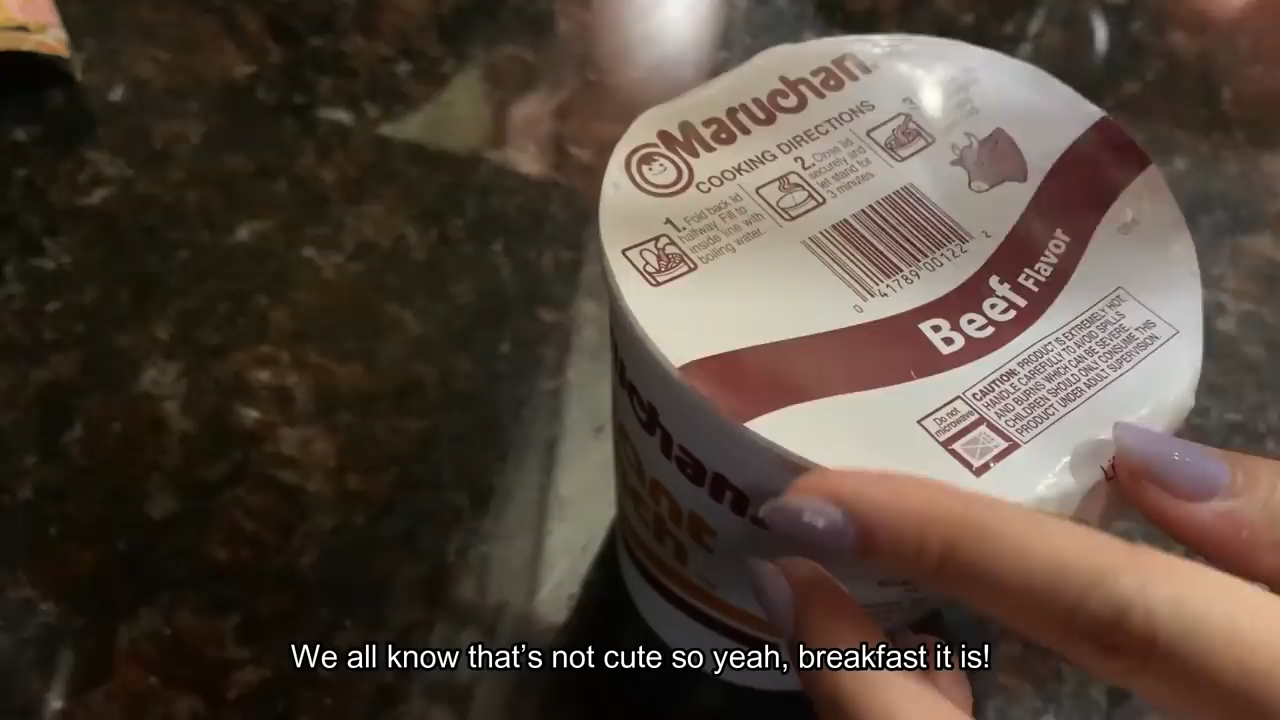 Maruchan
COOKING DIRECTIONS
1. Fold back lid
halfway. Fill to
inside line with
boiling water.
2. Close lid
securely and
let stand for
3 minutes.
3.
0 41789 00122 2
Beef Flavor
Do not
microwave
CAUTION: PRODUCT IS EXTREMELY HOT.
HANDLE CAREFULLY TO AVOID SPILLS
AND BURNS WHICH CAN BE SEVERE.
CHILDREN SHOULD ONLY CONSUME THIS
PRODUCT UNDER ADULT SUPERVISION.
We all know that’s not cute so yeah, breakfast it is!